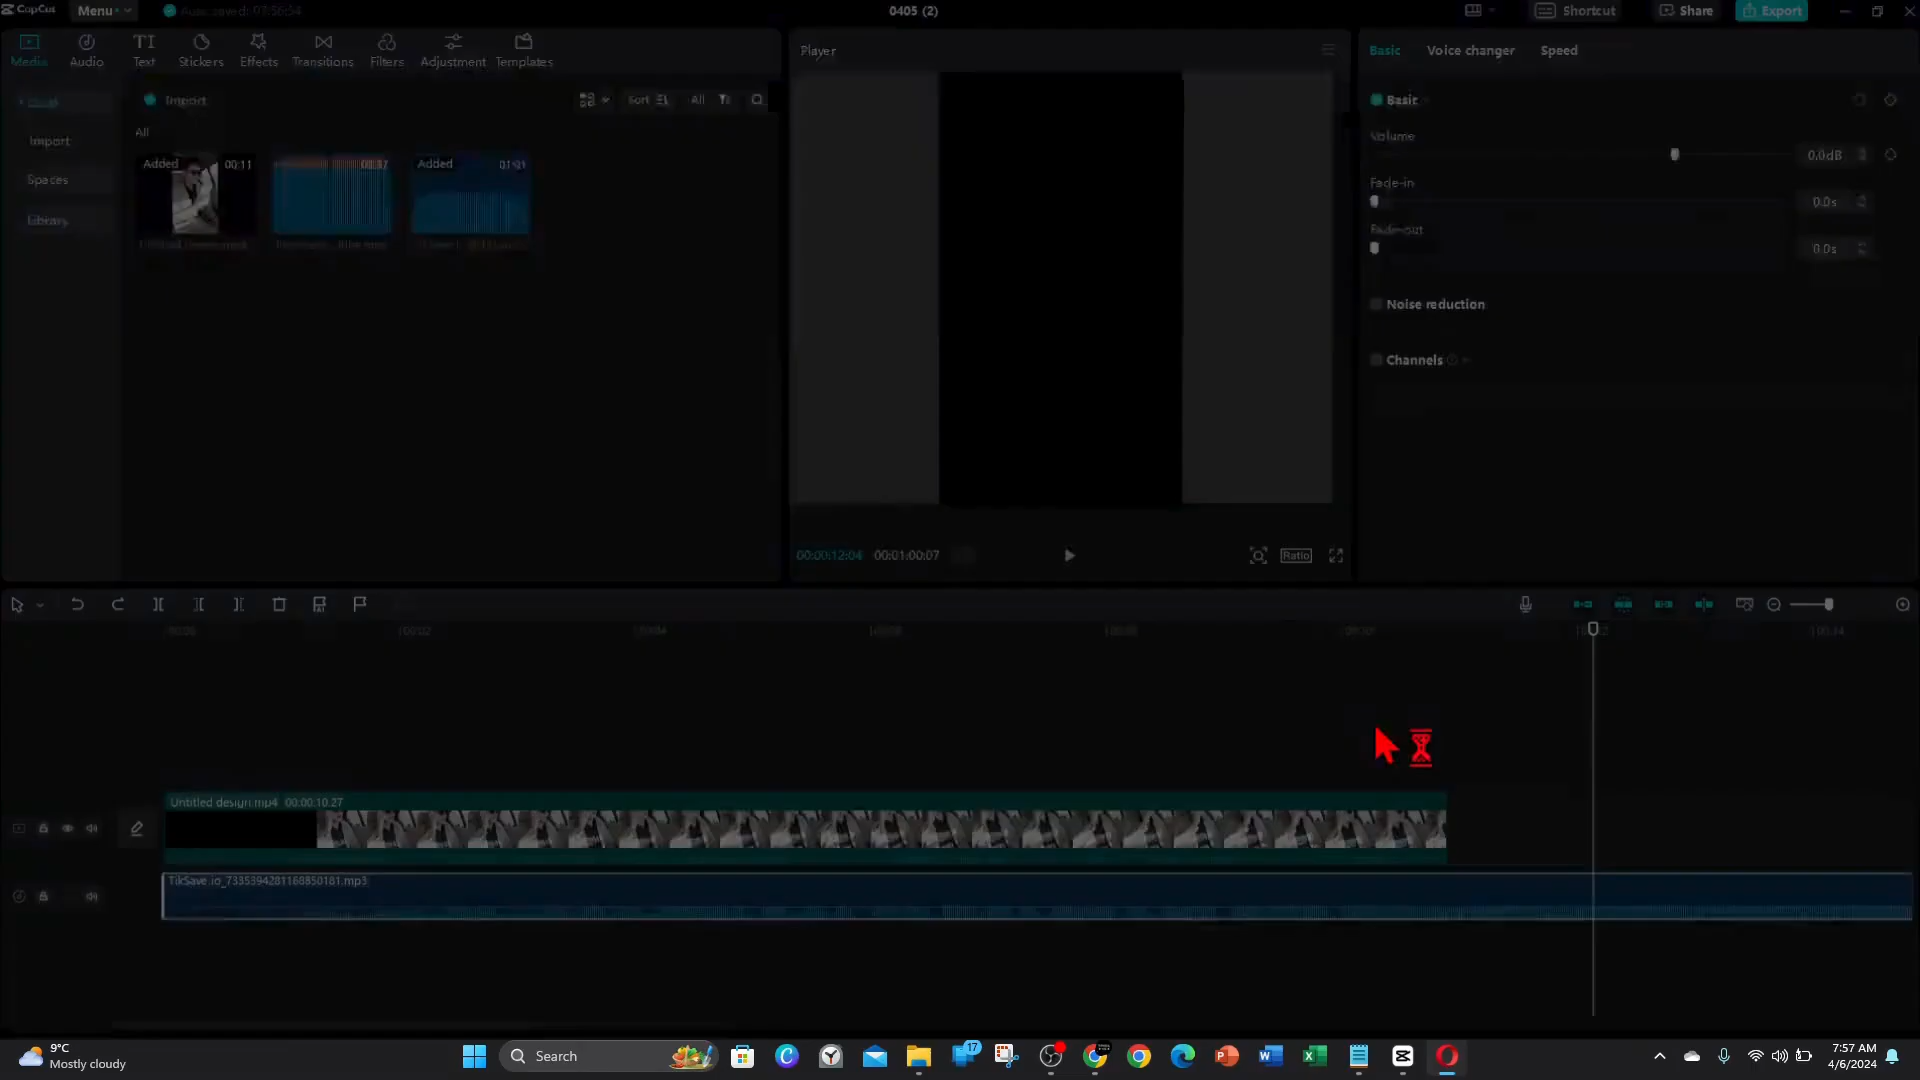 CapCut
Menu
Auto saved: 07:56:54
0405 (2)
Shortcut
Share
Export
Media
Audio
Text
Stickers
Effects
Transitions
Filters
Adjustment
Templates
Player
Basic
Voice changer
Speed
Import
Sort
All
Basic
Import
All
Volume
0.0dB
Added
00:11
Added
01:01
Spaces
Fade-in
0.0s
Library
Fade-out
0.0s
Noise reduction
Channels
00:00:12:04
00:01:00:07
Ratio
Untitled design.mp4 00:00:10:27
TikSave.io_7335394281168850181.mp3
9°C
Mostly cloudy
Search
17
7:57 AM
4/6/2024